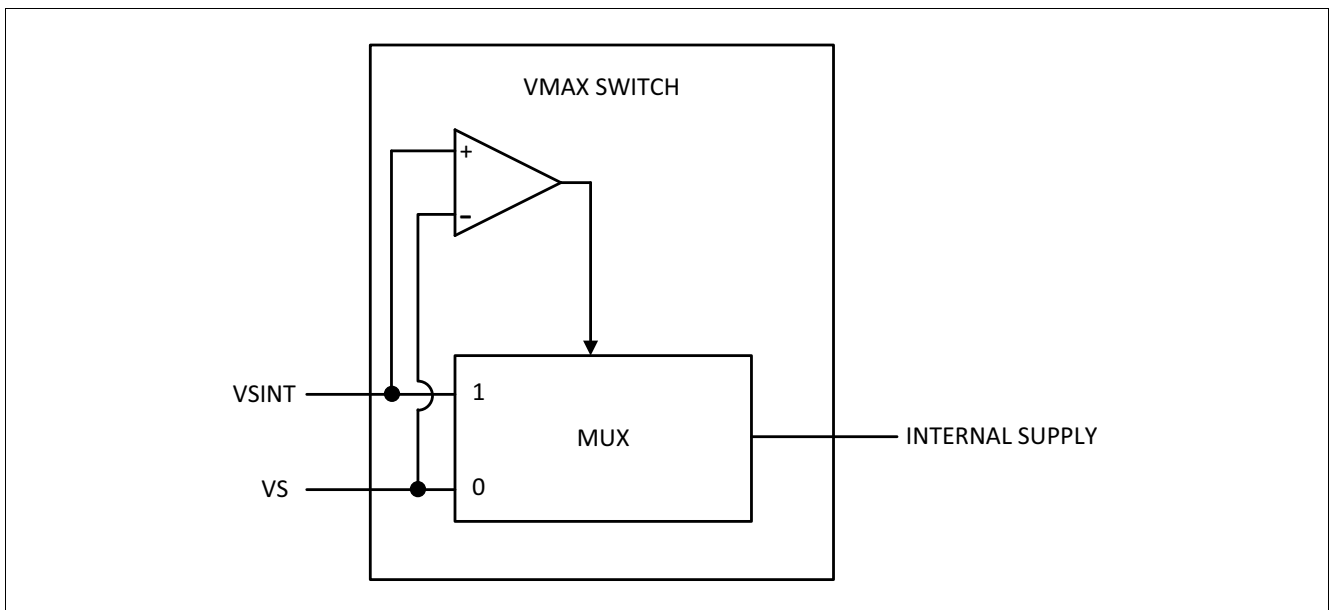 VMAX SWITCH
+
-
VSINT
1
MUX
INTERNAL SUPPLY
VS
0